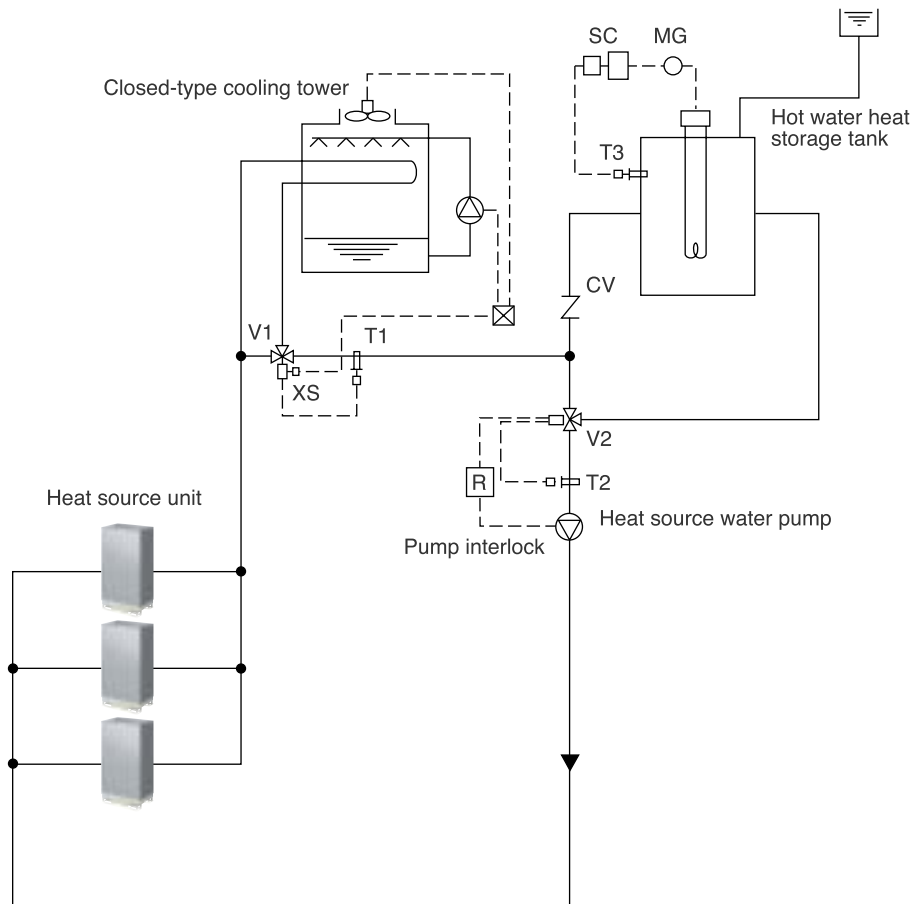 SC
MG
Closed-type cooling tower
Hot water heat
storage tank
T3
CV
V1
T1
XS
V2
R
T2
Heat source unit
Heat source water pump
Pump interlock